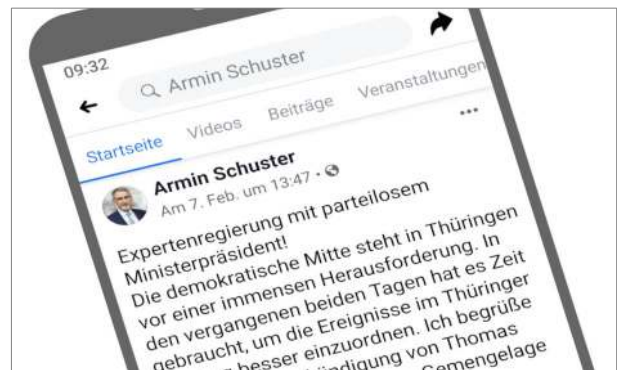 09:32
Armin Schuster
Startseite Videos Beiträge Veranstaltungen
Armin Schuster
Am 7. Feb. um 13:47 ·
Expertenregierung mit parteilosem
Ministerpräsident!
Die demokratische Mitte steht in Thüringen
vor einer immensen Herausforderung. In
den vergangenen beiden Tagen hat es Zeit
gebraucht, um die Ereignisse im Thüringer
besser einzuordnen. Ich begrüße
von Thomas
Gemengelage